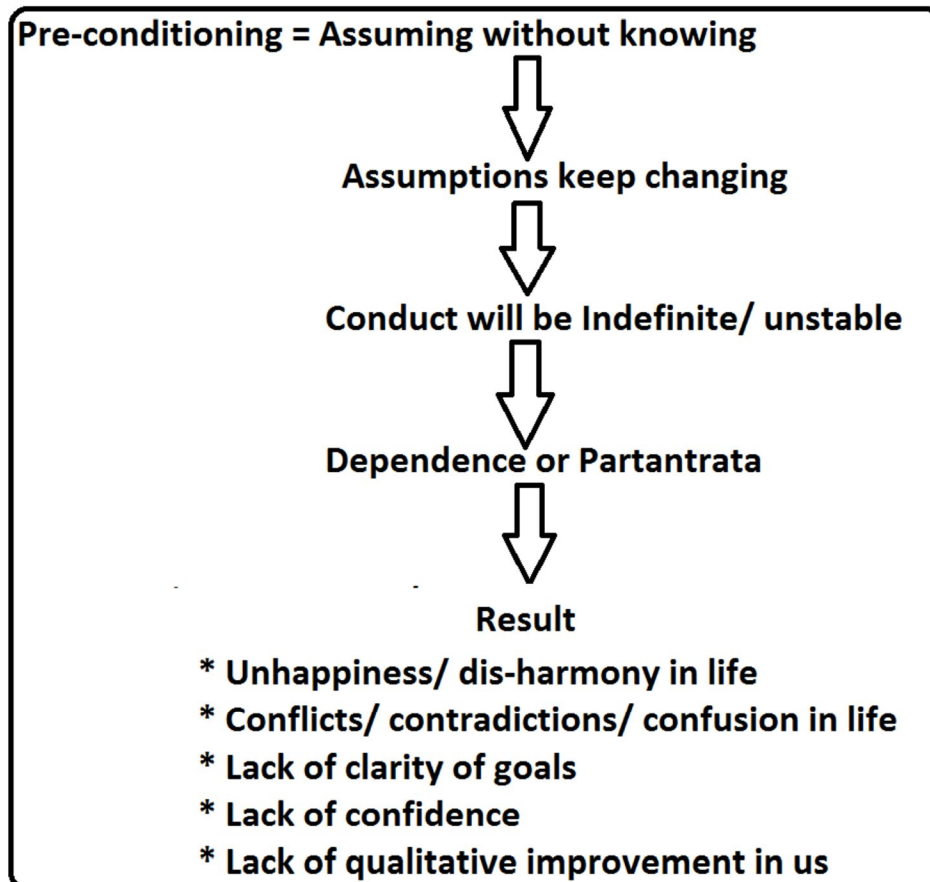 Pre-conditioning = Assuming without knowing
Assumptions keep changing
Conduct will be Indefinite/ unstable
Dependence or Partantrata
Result
* Unhappiness/ dis-harmony in life
* Conflicts/ contradictions/ confusion in life
* Lack of clarity of goals
* Lack of confidence
* Lack of qualitative improvement in us